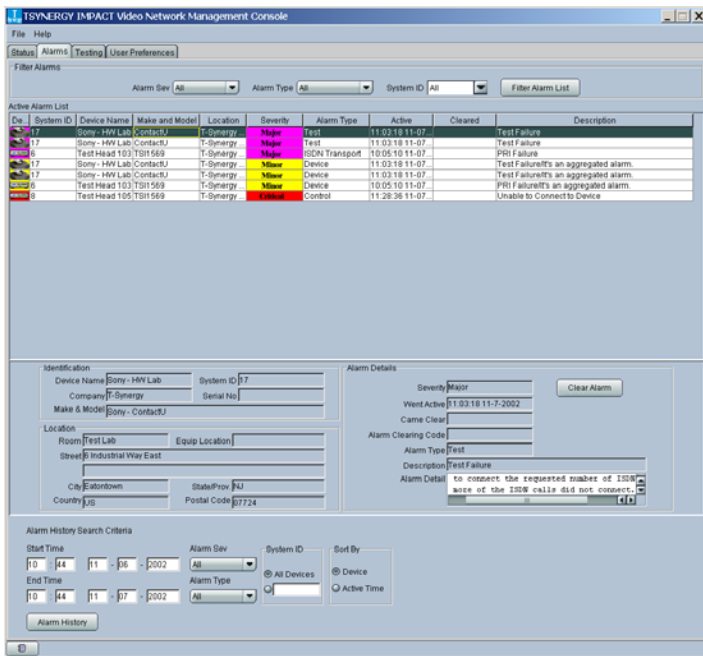 TSYNERGY IMPACT Video Network Management Console
File Help
Status Alarms Testing User Preferences
Filter Alarms
Alarm Sev All Alarm Type All System ID All Filter Alarm List
Active Alarm List
De... System ID Device Name Make and Model Location Severity Alarm Type Active Cleared Description
17 Sony - HW Lab ContactU T-Synergy ... Major Test 11:03:18 11-07... Test Failure
17 Sony - HW Lab ContactU T-Synergy ... Major Test 11:03:18 11-07... Test Failure
6 Test Head 103 TSI1569 T-Synergy ... Major ISDN Transport 10:05:10 11-07... PRI Failure
17 Sony - HW Lab ContactU T-Synergy ... Minor Device 11:03:18 11-07... Test Failure/It's an aggregated alarm.
17 Sony - HW Lab ContactU T-Synergy ... Minor Device 11:03:18 11-07... Test Failure/It's an aggregated alarm.
6 Test Head 103 TSI1569 T-Synergy ... Minor Device 10:05:10 11-07... PRI Failure/It's an aggregated alarm.
8 Test Head 105 TSI1569 T-Synergy ... Critical Control 11:28:36 11-07... Unable to Connect to Device
Identification
Device Name Sony - HW Lab System ID 17
Company T-Synergy Serial No
Make & Model Sony - ContactU
Location
Room Test Lab Equip Location
Street 6 Industrial Way East
City Eatontown State/Prov. NJ
Country US Postal Code 07724
Alarm Details
Severity Major Clear Alarm
Went Active 11:03:18 11-7-2002
Came Clear
Alarm Clearing Code
Alarm Type Test
Description Test Failure
Alarm Detail to connect the requested number of ISDN
more of the ISDN calls did not connect.
Alarm History Search Criteria
Start Time Alarm Sev System ID Sort By
10 : 44 11 - 06 - 2002 All All Devices Device
End Time Alarm Type Active Time
10 : 44 11 - 07 - 2002 All
Alarm History